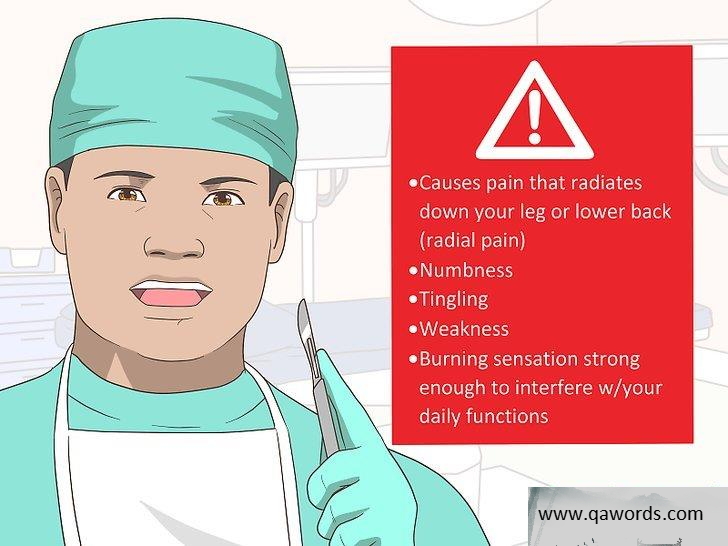 •Causes pain that radiates
down your leg or lower back
(radial pain)
•Numbness
•Tingling
•Weakness
•Burning sensation strong
enough to interfere w/your
daily functions
www.qawords.com